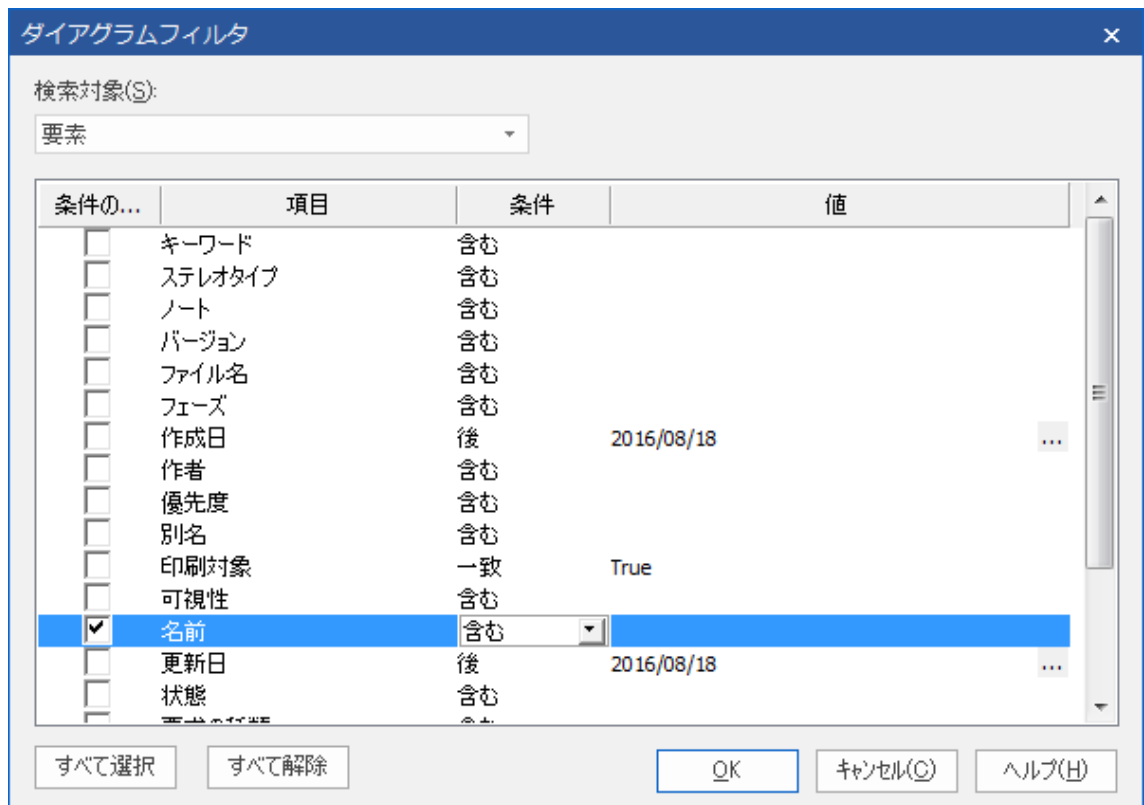 ダイアグラムフィルタ
検索対象(S):
要素
条件の... 項目 条件 値
キーワード 含む
ステレオタイプ 含む
ノート 含む
バージョン 含む
ファイル名 含む
フェーズ 含む
作成日 後 2016/08/18 ...
作者 含む
優先度 含む
別名 含む
印刷対象 一致 True
可視性 含む
名前 含む
更新日 後 2016/08/18 ...
状態 含む
すべて選択 すべて解除 OK キャンセル(C) ヘルプ(H)